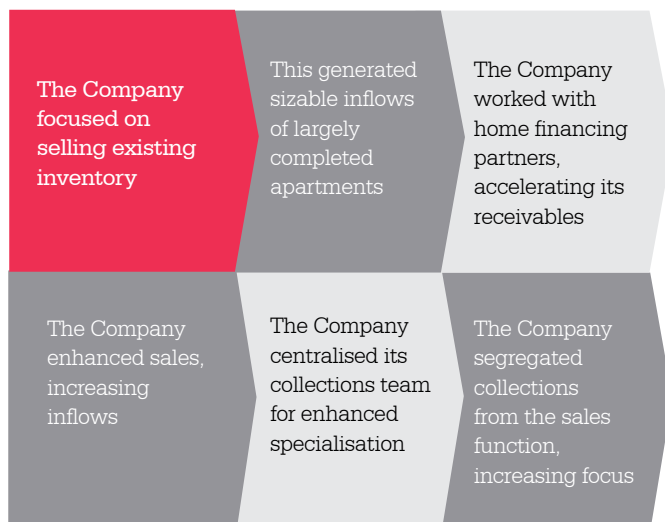 The Company
focused on
selling existing
inventory
This generated
sizable inflows
of largely
completed
apartments
The Company
worked with
home financing
partners,
accelerating its
receivables
The Company
enhanced sales,
increasing
inflows
The Company
centralised its
collections team
for enhanced
specialisation
The Company
segregated
collections
from the sales
function,
increasing focus